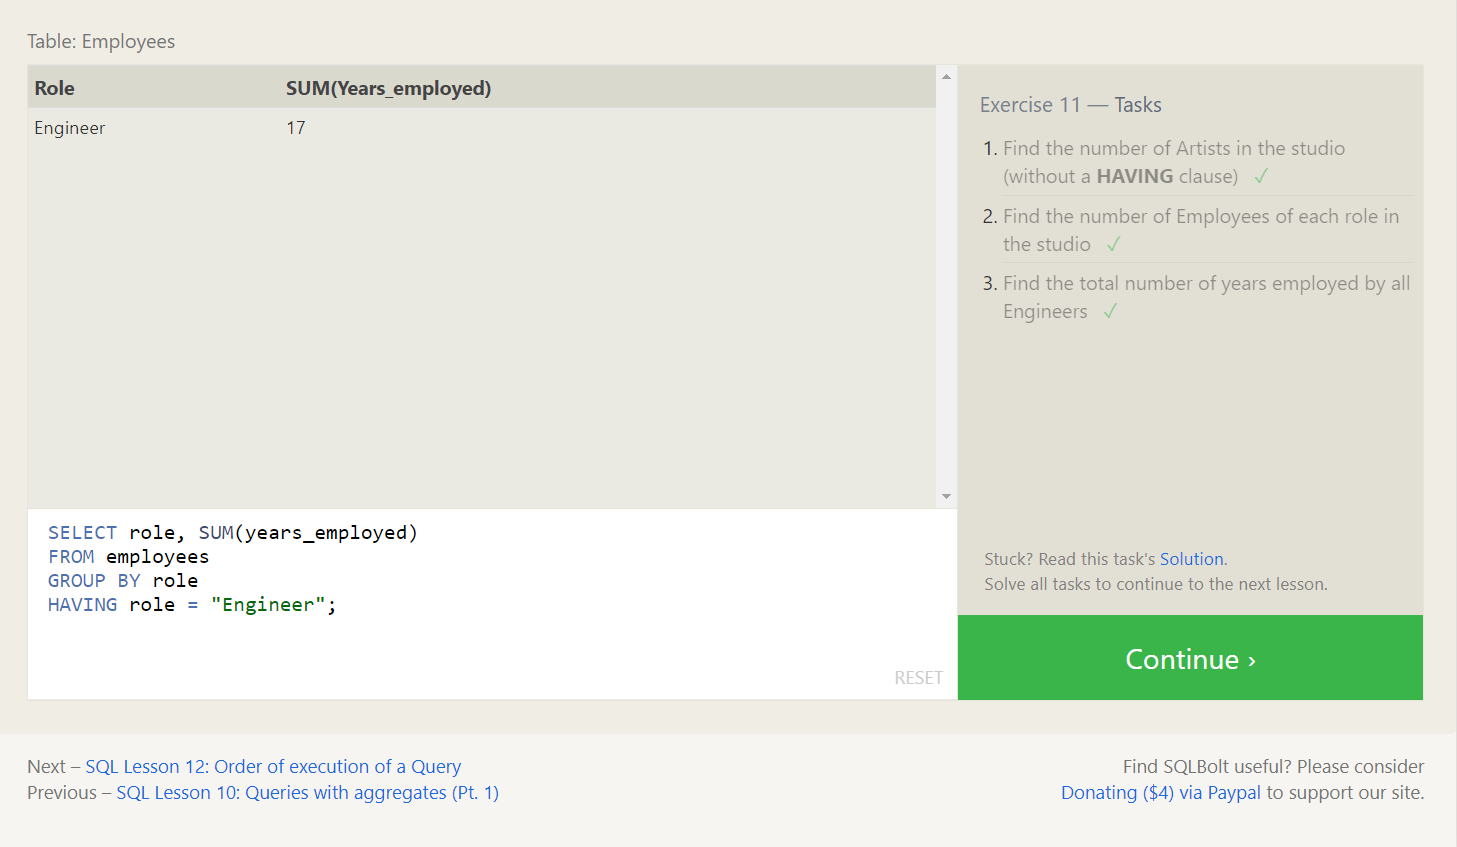 Table: Employees
Role SUM(Years_employed)
Engineer 17
SELECT role, SUM(years_employed)
FROM employees
GROUP BY role
HAVING role = "Engineer";
RESET
Exercise 11 — Tasks
1. Find the number of Artists in the studio
(without a HAVING clause) ✓
2. Find the number of Employees of each role in
the studio ✓
3. Find the total number of years employed by all
Engineers ✓
Stuck? Read this task's Solution.
Solve all tasks to continue to the next lesson.
Continue ›
Next – SQL Lesson 12: Order of execution of a Query
Previous – SQL Lesson 10: Queries with aggregates (Pt. 1)
Find SQLBolt useful? Please consider
Donating ($4) via Paypal to support our site.